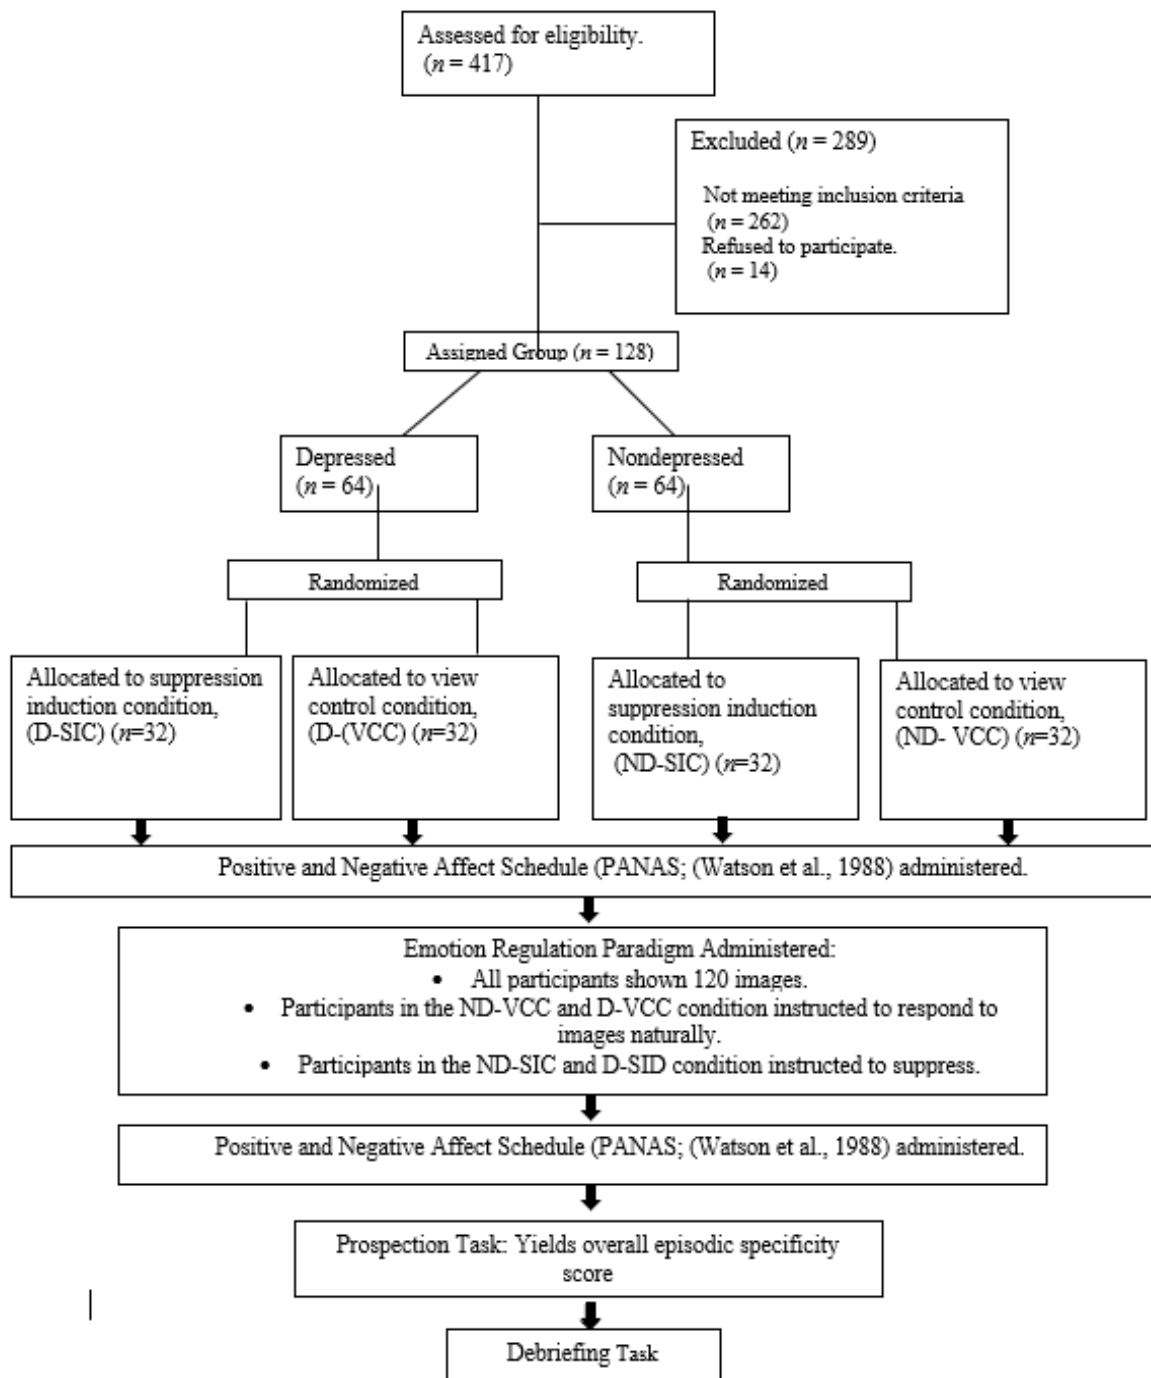 Assessed for eligibility.
(n = 417)
Excluded (n = 289)
Not meeting inclusion criteria
(n = 262)
Refused to participate.
(n = 14)
Assigned Group (n = 128)
Depressed
(n = 64)
Nondepressed
(n = 64)
Randomized
Randomized
Allocated to suppression
induction condition,
(D-SIC) (n=32)
Allocated to view
control condition,
(D-(VCC) (n=32)
Allocated to
suppression induction
condition,
(ND-SIC) (n=32)
Allocated to view
control condition,
(ND- VCC) (n=32)
Positive and Negative Affect Schedule (PANAS; (Watson et al., 1988) administered.
Emotion Regulation Paradigm Administered:
• All participants shown 120 images.
• Participants in the ND-VCC and D-VCC condition instructed to respond to
images naturally.
• Participants in the ND-SIC and D-SID condition instructed to suppress.
Positive and Negative Affect Schedule (PANAS; (Watson et al., 1988) administered.
Prospection Task: Yields overall episodic specificity
score
Debriefing Task